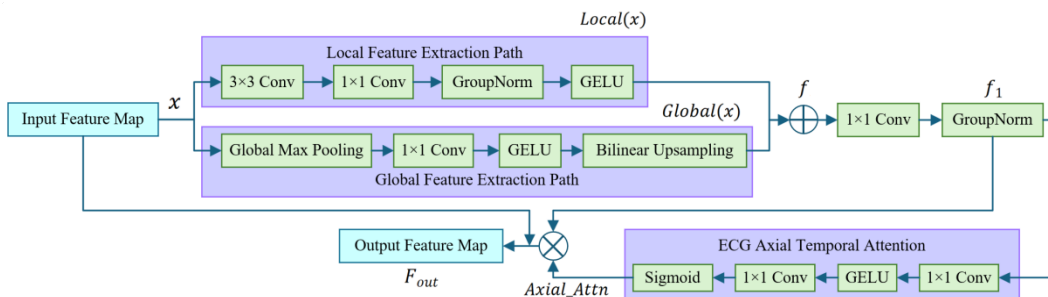 Local(x)
Local Feature Extraction Path
3×3 Conv
1×1 Conv
GroupNorm
GELU
x
Input Feature Map
Global(x)
Global Max Pooling
1×1 Conv
GELU
Bilinear Upsampling
Global Feature Extraction Path
f
1×1 Conv
f₁
GroupNorm
Output Feature Map
F_out
Axial_Attn
ECG Axial Temporal Attention
Sigmoid
1×1 Conv
GELU
1×1 Conv